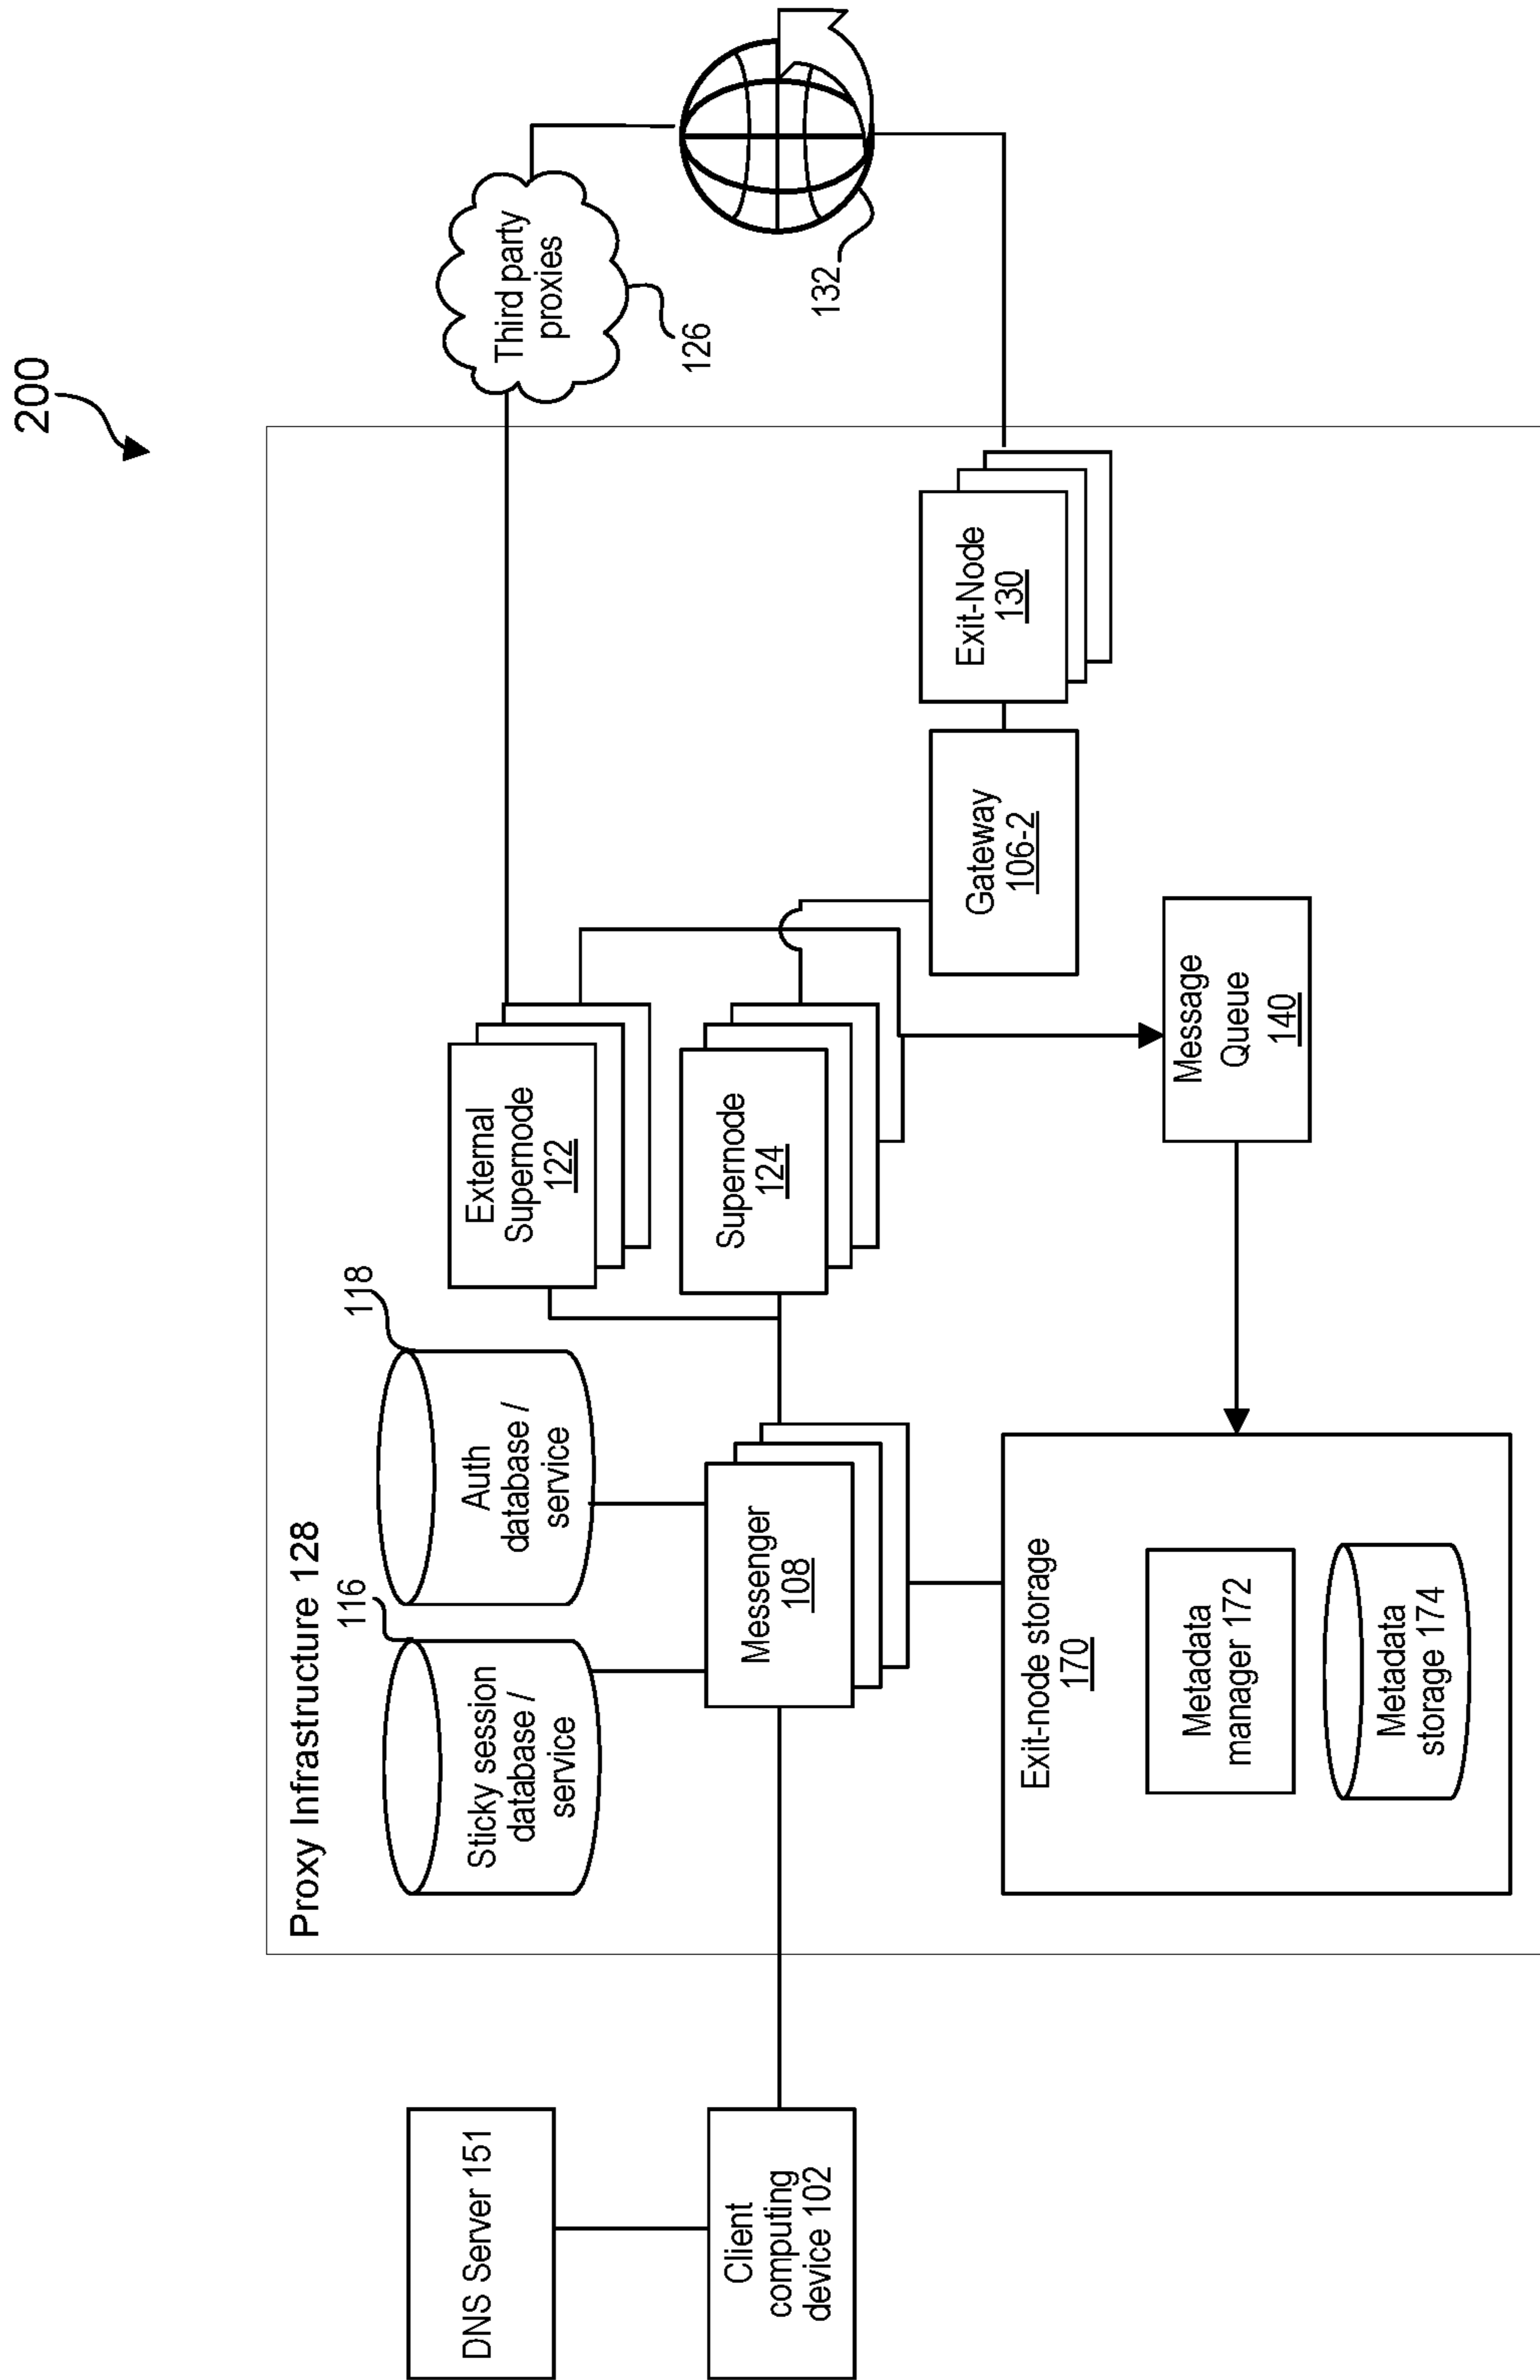 200
Proxy Infrastructure 128
DNS Server 151
Client
computing
device 102
116
Sticky session
database /
service
118
Auth
database /
service
Messenger
108
External
Supernode
122
Supernode
124
Third party
proxies
126
132
Exit-Node
130
Gateway
106-2
Message
Queue
140
Exit-node storage
170
Metadata
manager 172
Metadata
storage 174